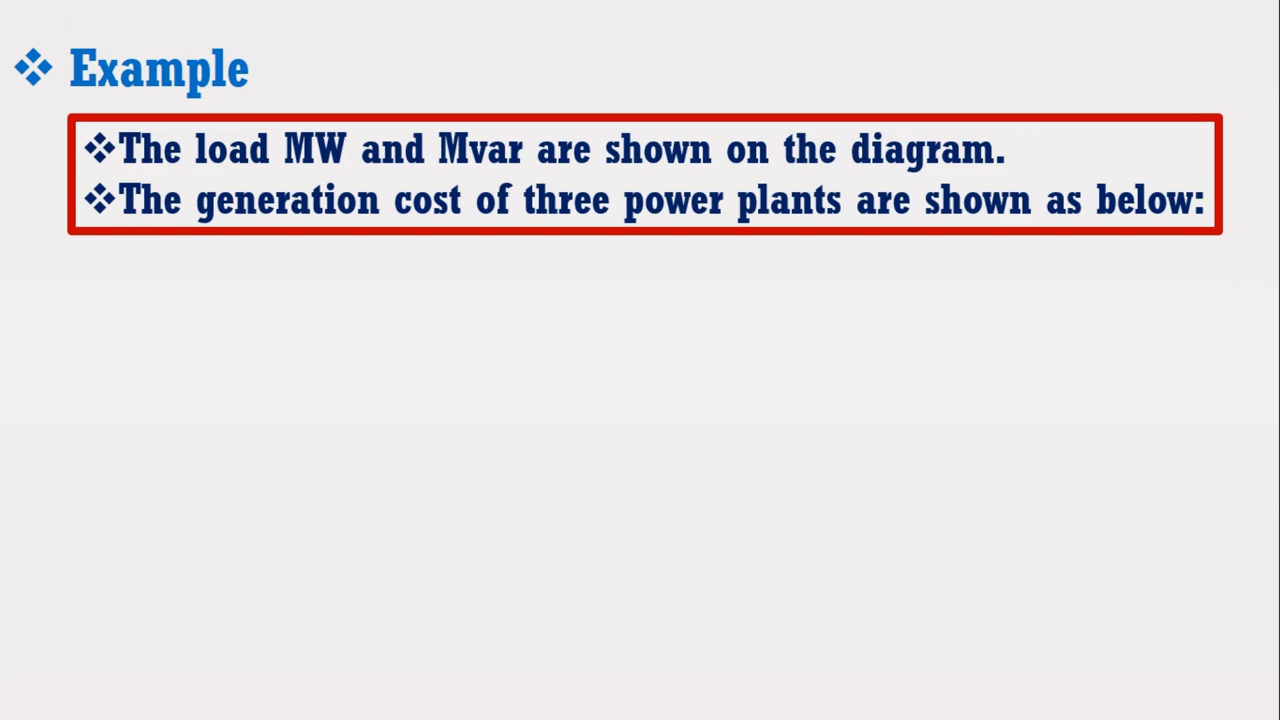 ❖ Example
❖The load MW and Mvar are shown on the diagram.
❖The generation cost of three power plants are shown as below: